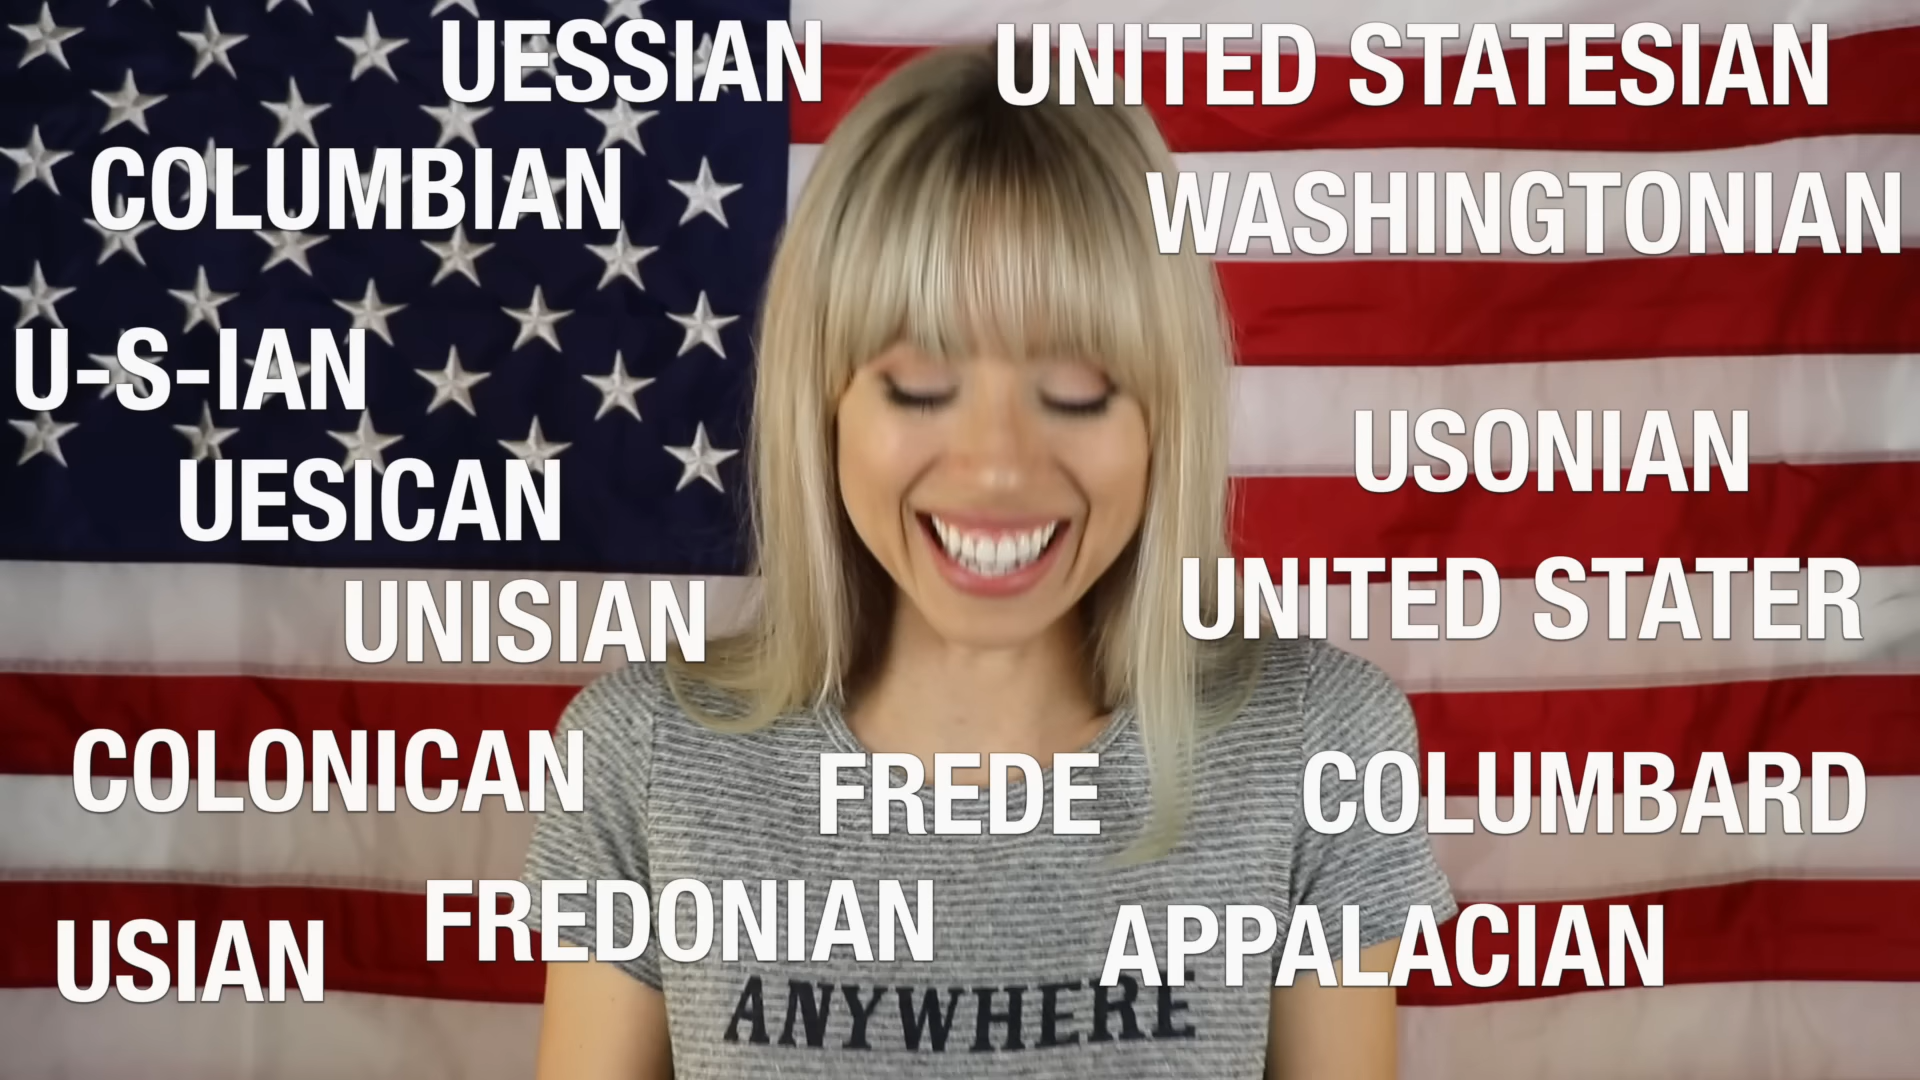 UESSIAN
UNITED STATESIAN
COLUMBIAN
WASHINGTONIAN
U-S-IAN
USONIAN
UESICAN
UNITED STATER
UNISIAN
COLONICAN
FREDE
COLUMBARD
FREDONIAN
APPALACIAN
USIAN
ANYWHERE